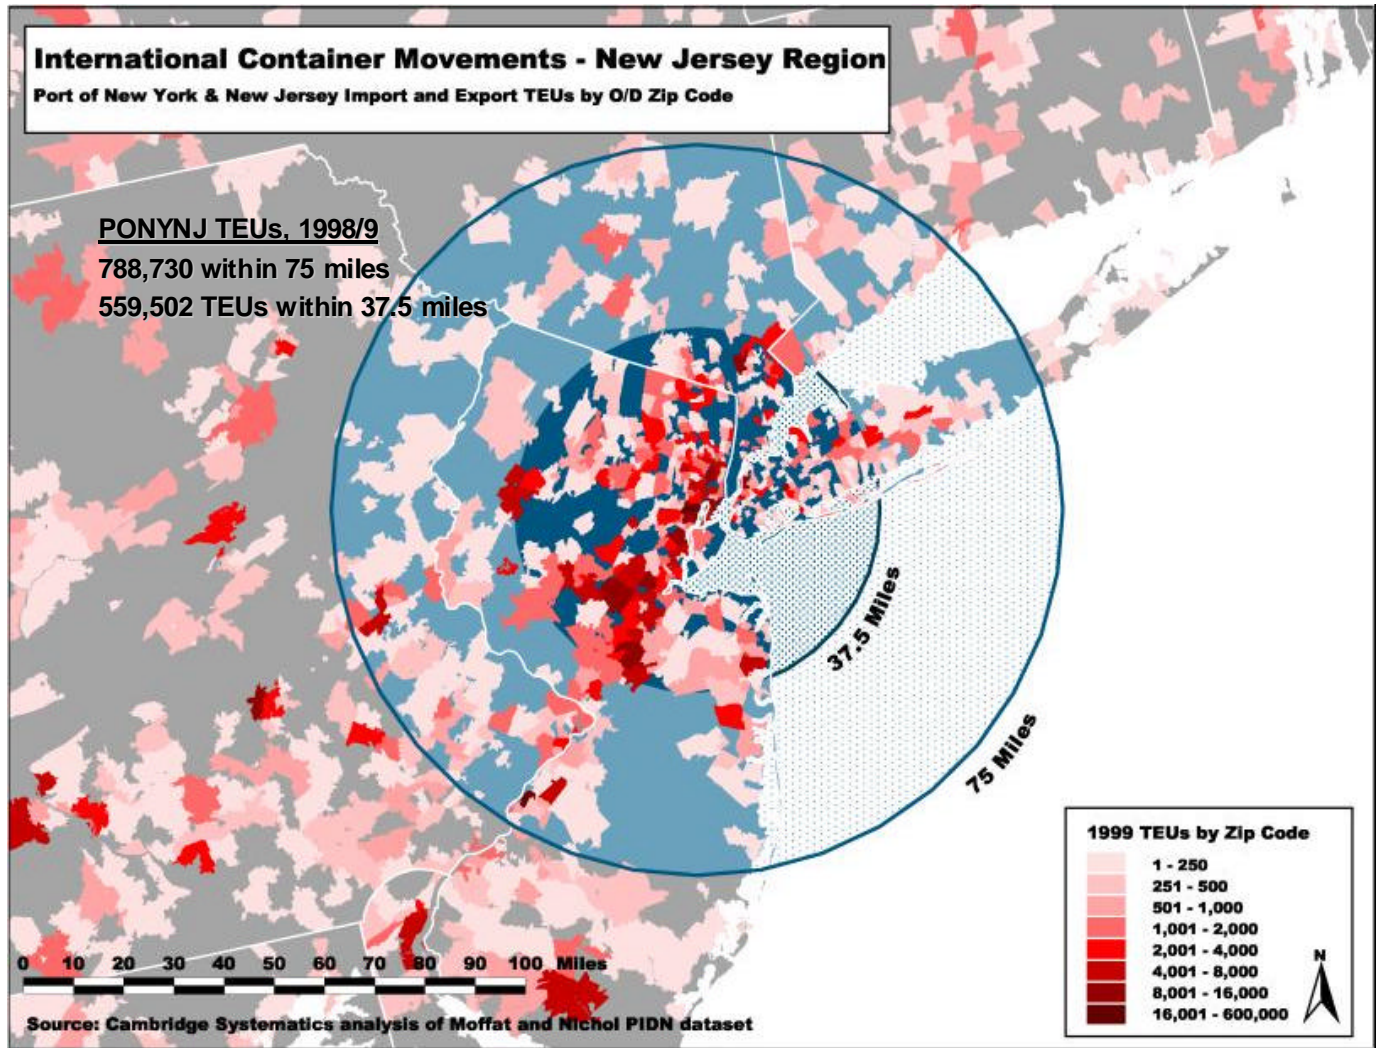 International Container Movements - New Jersey Region
Port of New York & New Jersey Import and Export TEUs by O/D Zip Code
PONYNJ TEUs, 1998/9
788,730 within 75 miles
559,502 TEUs within 37.5 miles
37.5 Miles
75 Miles
1999 TEUs by Zip Code
1 - 250
251 - 500
501 - 1,000
1,001 - 2,000
2,001 - 4,000
4,001 - 8,000
8,001 - 16,000
16,001 - 600,000
N
0 10 20 30 40 50 60 70 80 90 100 Miles
Source: Cambridge Systematics analysis of Moffat and Nichol PIDN dataset